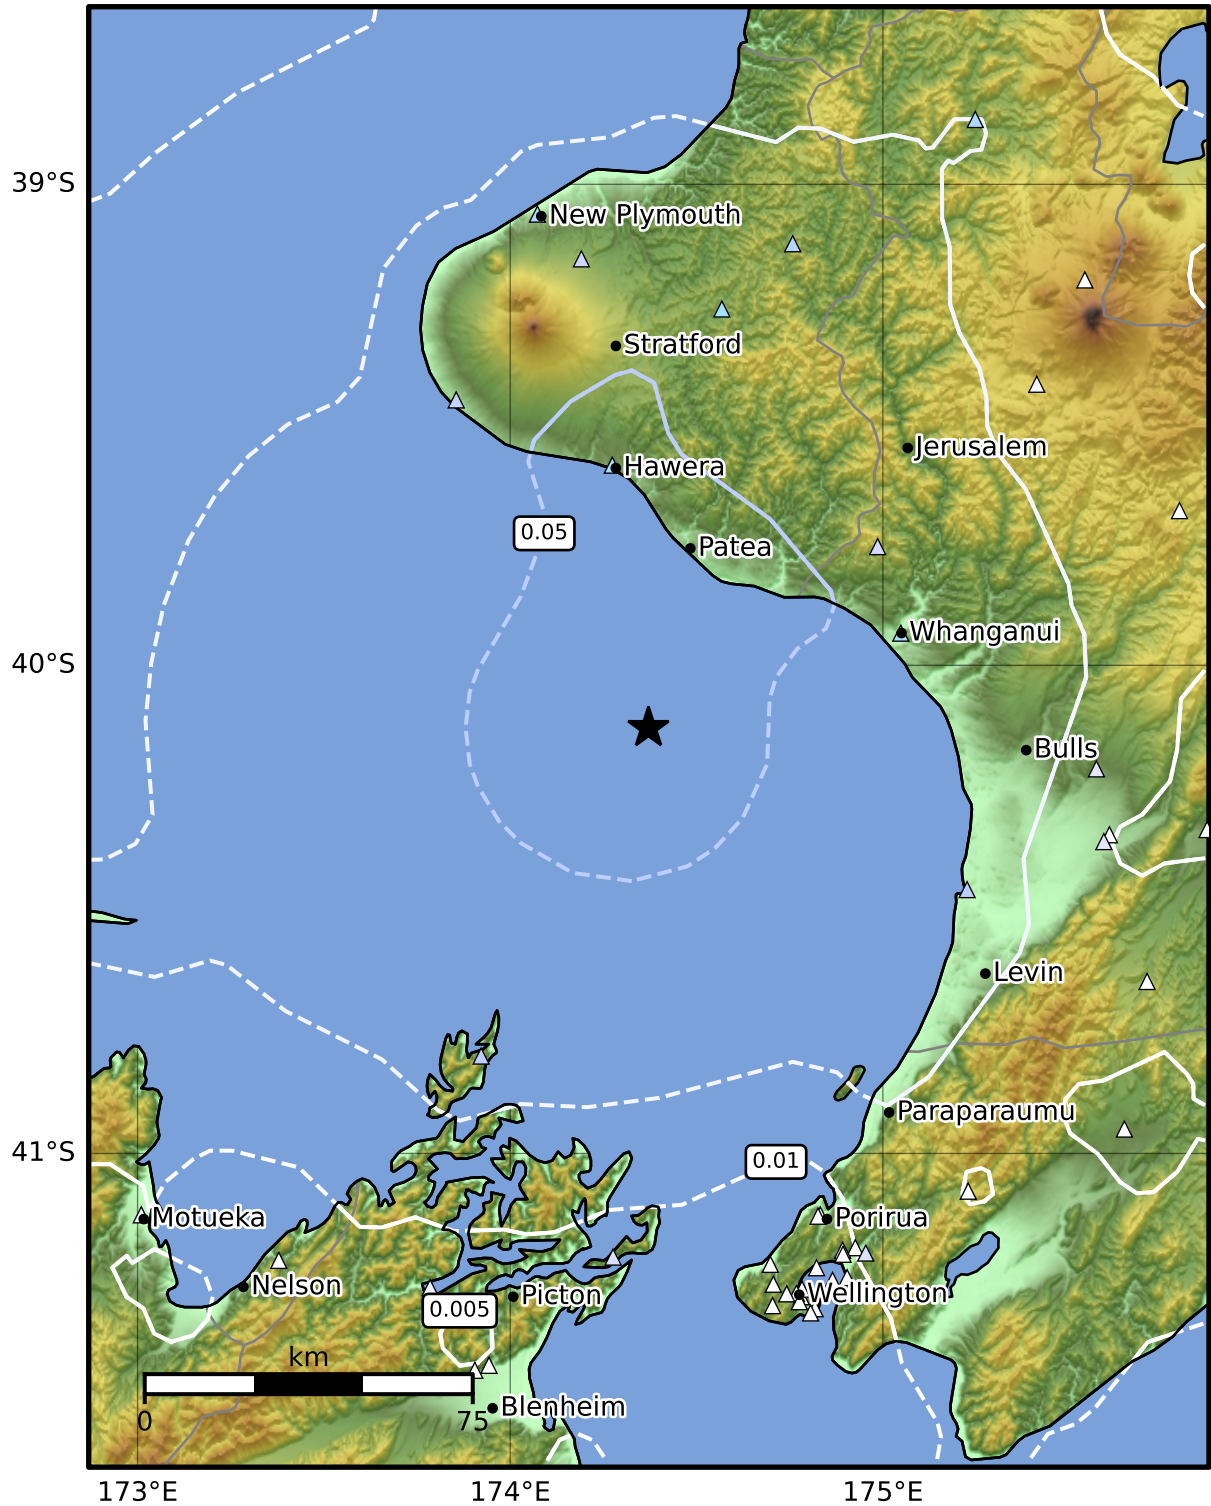 39°S
New Plymouth
Stratford
Jerusalem
Hawera
0.05
Patea
Whanganui
40°S
Bulls
Levin
Paraparaumu
41°S
0.01
Motueka
Porirua
Nelson
Picton
Wellington
0.005
km
0
75
Blenheim
173°E
174°E
175°E